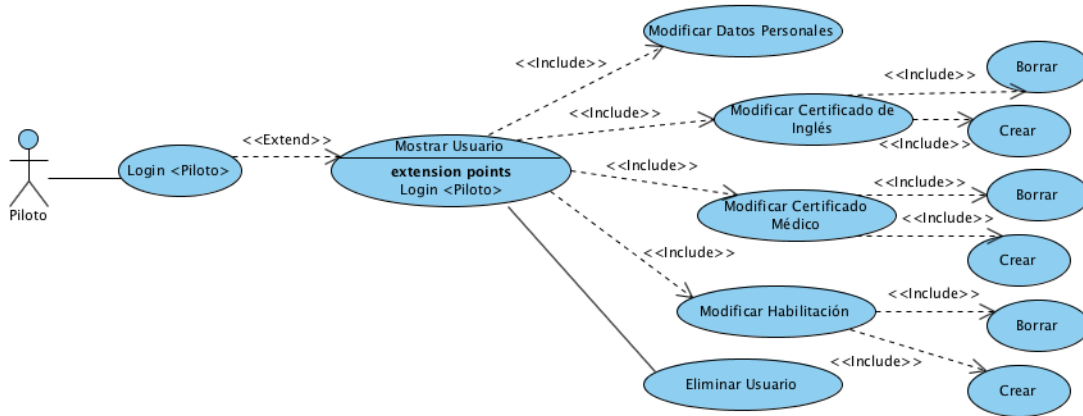 Modificar Datos Personales
<<Include>>
<<Include>>
Borrar
<<Include>>
Modificar Certificado de
Inglés
Crear
<<Extend>>
Mostrar Usuario
<<Include>>
Login <Piloto>
extension points
Login <Piloto>
Piloto
<<Include>>
<<Include>>
Borrar
Modificar Certificado
Médico
<<Include>>
Crear
<<Include>>
<<Include>>
Modificar Habilitación
Borrar
<<Include>>
Eliminar Usuario
Crear